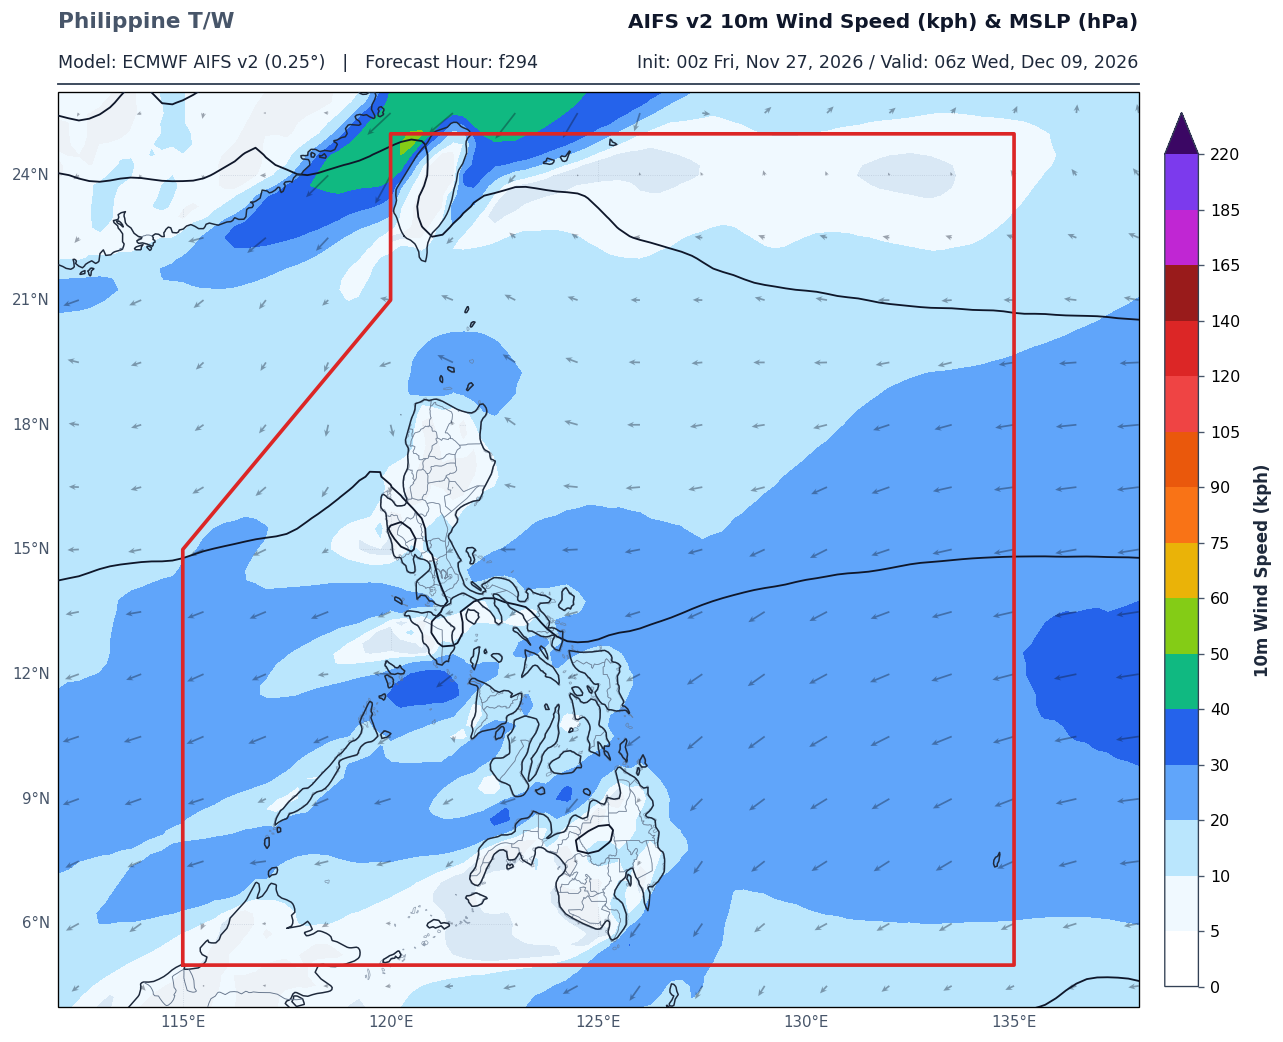 Philippine T/W
AIFS v2 10m Wind Speed (kph) & MSLP (hPa)
Model: ECMWF AIFS v2 (0.25°) | Forecast Hour: f294
Init: 00z Fri, Nov 27, 2026 / Valid: 06z Wed, Dec 09, 2026
24°N
21°N
18°N
15°N
12°N
9°N
6°N
115°E
120°E
125°E
130°E
135°E
220
185
165
140
120
105
90
75
60
50
40
30
20
10
5
0
10m Wind Speed (kph)